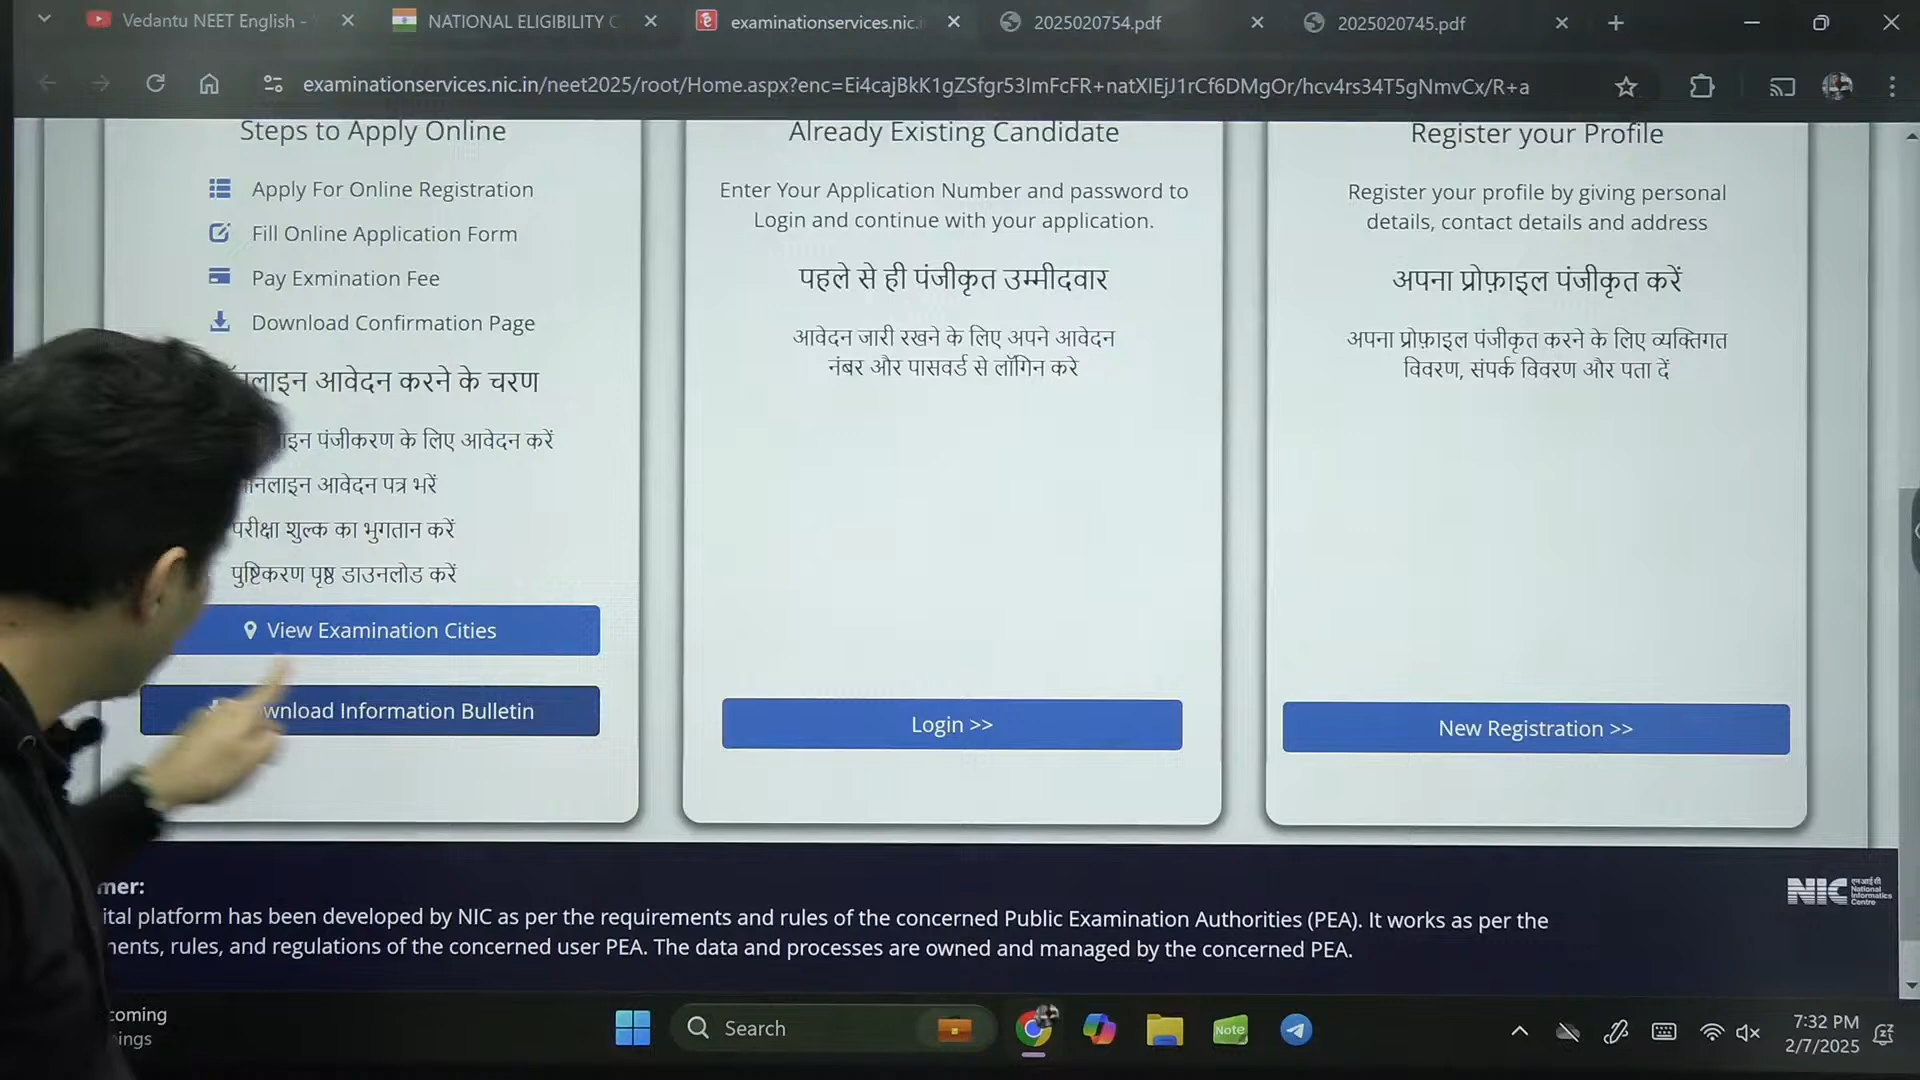 Vedantu NEET English -
NATIONAL ELIGIBILITY
examinationservices.nic.i
2025020754.pdf
2025020745.pdf
examinationservices.nic.in/neet2025/root/Home.aspx?enc=Ei4cajBkK1gZSfgr53ImFcFR+natXIEjJ1rCf6DMgOr/hcv4rs34T5gNmvCx/R+a
Steps to Apply Online
Apply For Online Registration
Fill Online Application Form
Pay Exmination Fee
Download Confirmation Page
आवेदन करने के चरण
पंजीकरण के लिए आवेदन करें
आवेदन पत्र भरें
परीक्षा शुल्क का भुगतान करें
पुष्टिकरण पृष्ठ डाउनलोड करें
View Examination Cities
wnload Information Bulletin
Already Existing Candidate
Enter Your Application Number and password to
Login and continue with your application.
पहले से ही पंजीकृत उम्मीदवार
आवेदन जारी रखने के लिए अपने आवेदन
नंबर और पासवर्ड से लॉगिन करे
Login >>
Register your Profile
Register your profile by giving personal
details, contact details and address
अपना प्रोफ़ाइल पंजीकृत करें
अपना प्रोफ़ाइल पंजीकृत करने के लिए व्यक्तिगत
विवरण, संपर्क विवरण और पता दें
New Registration >>
mer:
ital platform has been developed by NIC as per the requirements and rules of the concerned Public Examination Authorities (PEA). It works as per the
ments, rules, and regulations of the concerned user PEA. The data and processes are owned and managed by the concerned PEA.
NIC
एनआईसी
National
Informatics
Centre
coming
ings
Search
Note
7:32 PM
2/7/2025